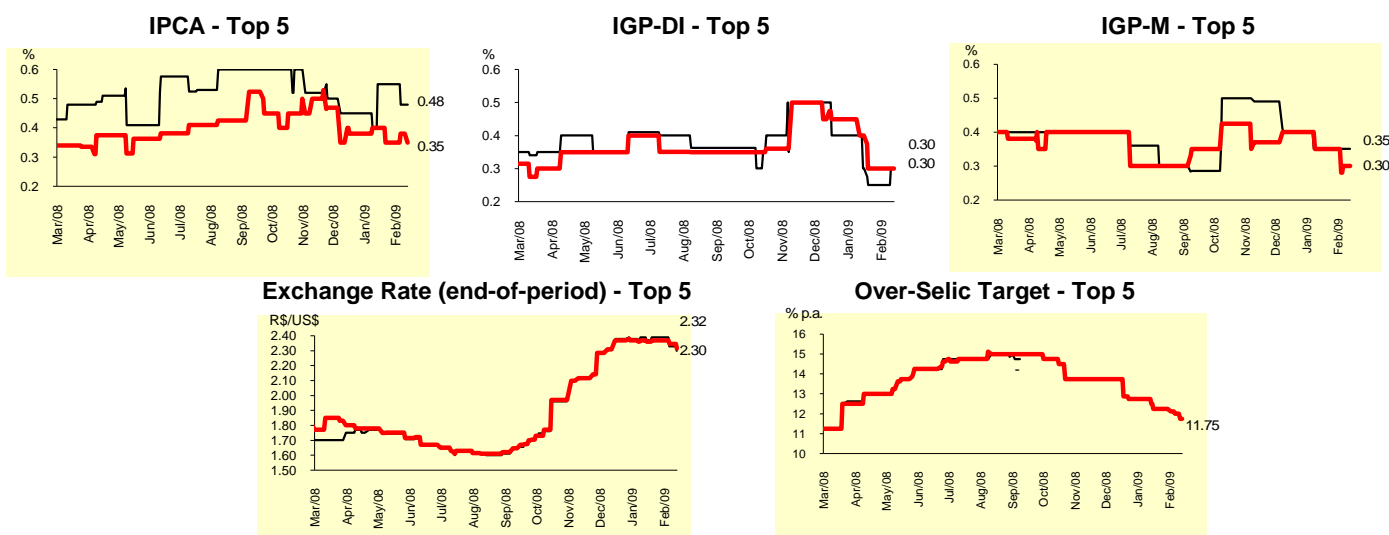 IPCA - Top 5
%
0.6
0.5
0.4
0.3
0.2
0.48
0.35
Mar/08
Apr/08
May/08
Jun/08
Jul/08
Aug/08
Sep/08
Oct/08
Nov/08
Dec/08
Jan/09
Feb/09
IGP-DI - Top 5
%
0.6
0.5
0.4
0.3
0.2
0.30
0.30
Mar/08
Apr/08
May/08
Jun/08
Jul/08
Aug/08
Sep/08
Oct/08
Nov/08
Dec/08
Jan/09
Feb/09
IGP-M - Top 5
%
0.6
0.5
0.4
0.3
0.2
0.35
0.30
Mar/08
Apr/08
May/08
Jun/08
Jul/08
Aug/08
Sep/08
Oct/08
Nov/08
Dec/08
Jan/09
Feb/09
Exchange Rate (end-of-period) - Top 5
R$/US$
2.40
2.30
2.20
2.10
2.00
1.90
1.80
1.70
1.60
1.50
2.32
2.30
Mar/08
Apr/08
May/08
Jun/08
Jul/08
Aug/08
Sep/08
Oct/08
Nov/08
Dec/08
Jan/09
Feb/09
Over-Selic Target - Top 5
% p.a.
16
15
14
13
12
11
10
-
11.75
Mar/08
Apr/08
May/08
Jun/08
Jul/08
Aug/08
Sep/08
Oct/08
Nov/08
Dec/08
Jan/09
Feb/09